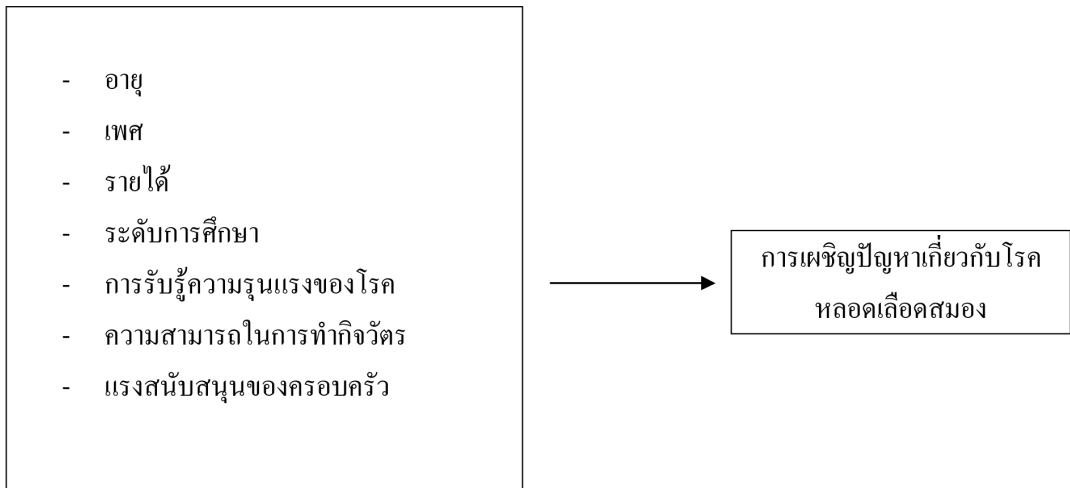 - อายุ
- เพศ
- รายได้
- ระดับการศึกษา
- การรับรู้ความรุนแรงของโรค
- ความสามารถในการทำกิจวัตร
- แรงสนับสนุนของครอบครัว
การเผชิญปัญหาเกี่ยวกับโรค
หลอดเลือดสมอง